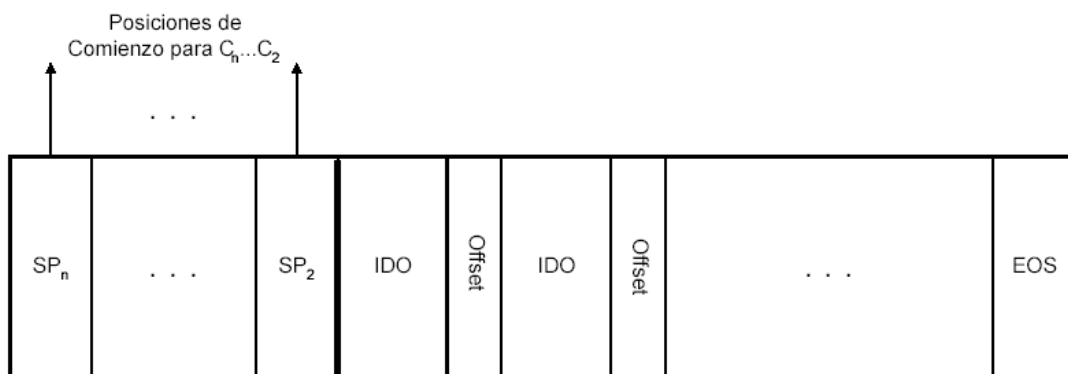 Posiciones de
Comienzo para Cₙ...C₂
. . .
SPₙ . . . SP₂ IDO Offset IDO Offset . . . EOS